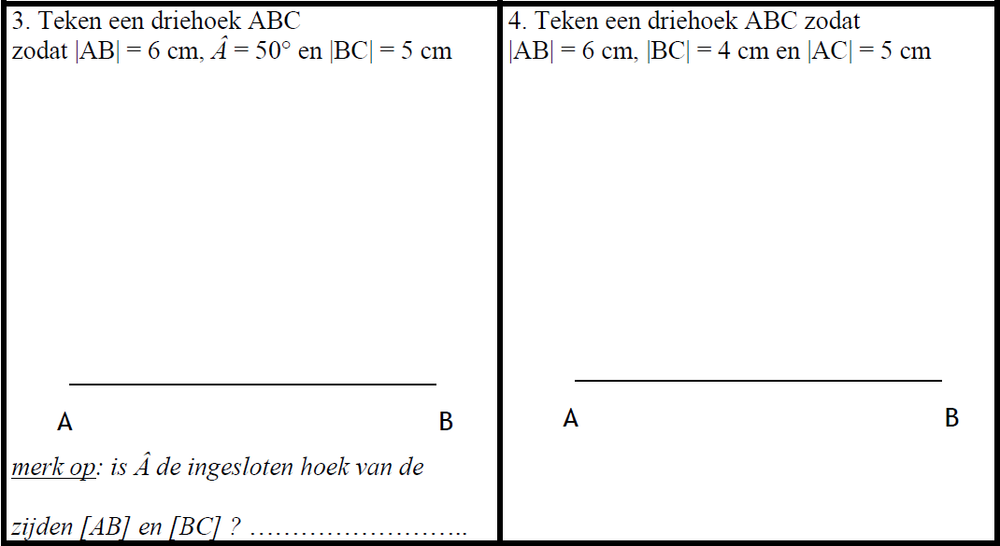 3. Teken een driehoek ABC
zodat |AB| = 6 cm, Â = 50° en |BC| = 5 cm
A
B
merk op: is Â de ingesloten hoek van de
zijden [AB] en [BC] ? ……………………..
4. Teken een driehoek ABC zodat
|AB| = 6 cm, |BC| = 4 cm en |AC| = 5 cm
A
B